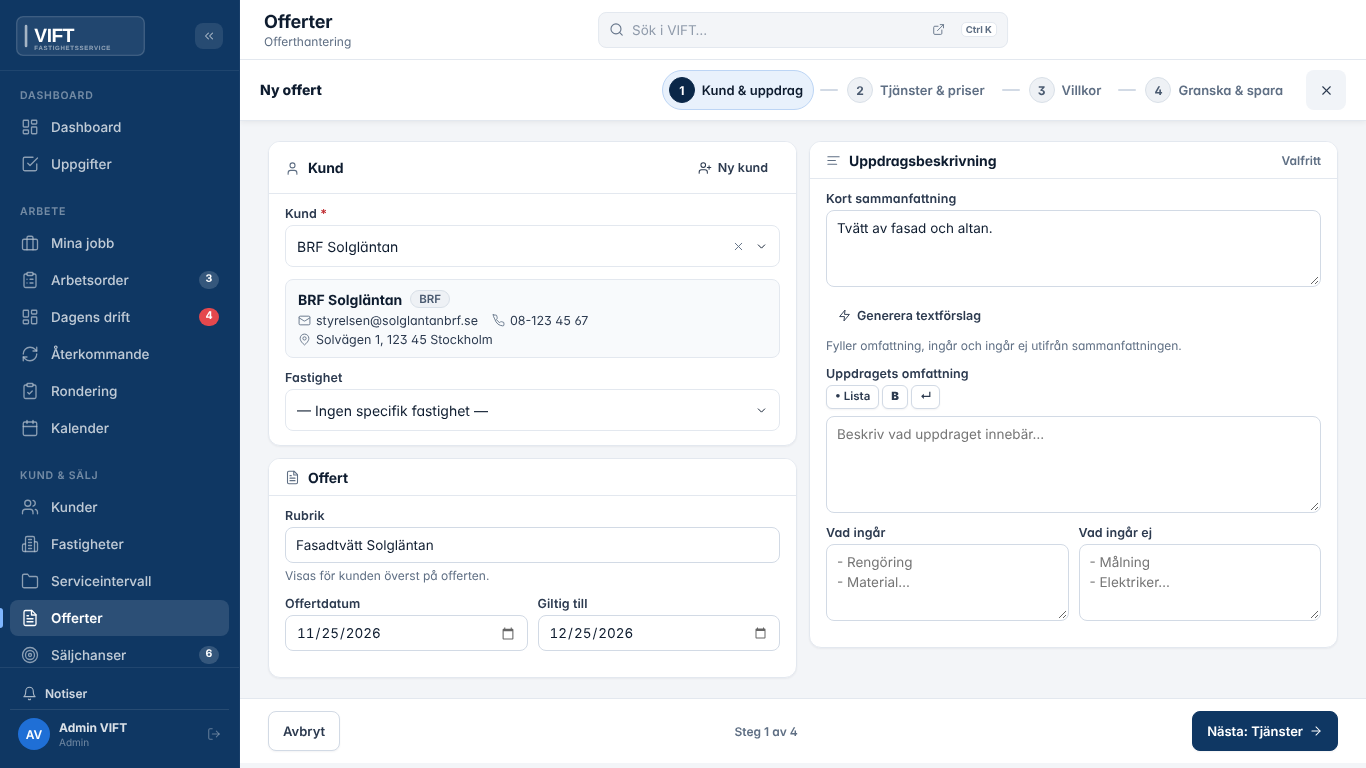 VIFT
FASTIGHETSSERVICE
DASHBOARD
Dashboard
Uppgifter
ARBETE
Mina jobb
Arbetsorder 3
Dagens drift 4
Återkommande
Rondering
Kalender
KUND & SÄLJ
Kunder
Fastigheter
Serviceintervall
Offerter
Säljchanser 6
Notiser
AV Admin VIFT
Admin
Offerter
Offerthantering
Sök i VIFT... Ctrl K
Ny offert
1 Kund & uppdrag 2 Tjänster & priser 3 Villkor 4 Granska & spara
Kund Ny kund
Kund *
BRF Solgläntan
BRF Solgläntan BRF
styrelsen@solglantanbrf.se 08-123 45 67
Solvägen 1, 123 45 Stockholm
Fastighet
— Ingen specifik fastighet —
Offert
Rubrik
Fasadtvätt Solgläntan
Visas för kunden överst på offerten.
Offertdatum Giltig till
11/25/2026 12/25/2026
Uppdragsbeskrivning Valfritt
Kort sammanfattning
Tvätt av fasad och altan.
Generera textförslag
Fyller omfattning, ingår och ingår ej utifrån sammanfattningen.
Uppdragets omfattning
• Lista B ↵
Beskriv vad uppdraget innebär...
Vad ingår Vad ingår ej
- Rengöring - Målning
- Material... - Elektriker...
Avbryt Steg 1 av 4 Nästa: Tjänster →